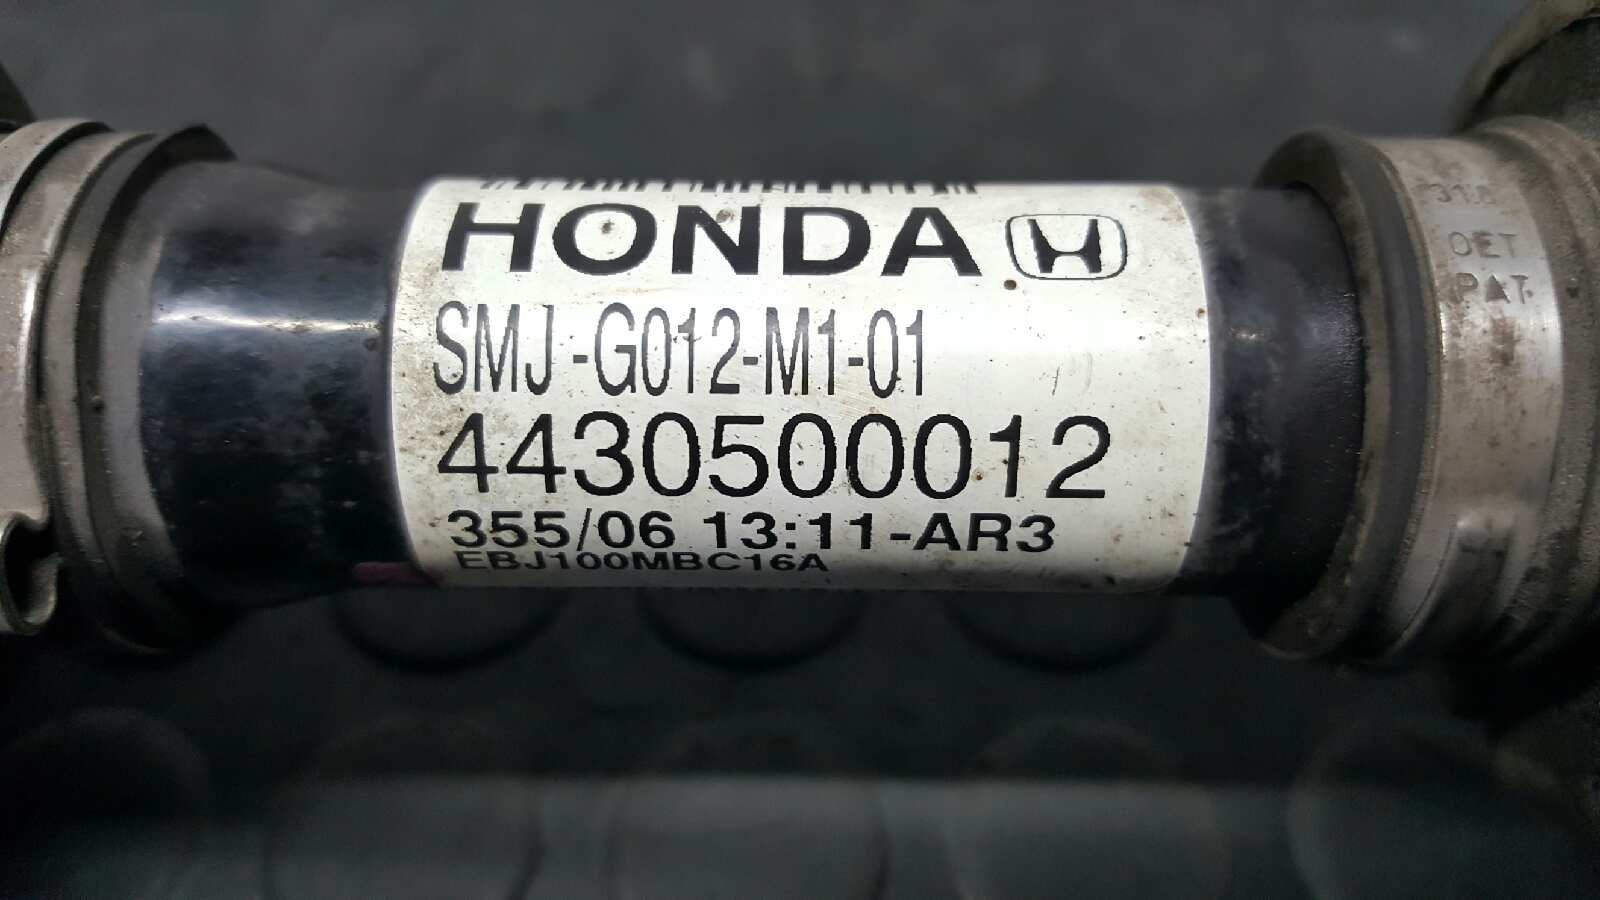 HONDA
SMJ-G012-M1-01
4430500012
355/06 13:11-AR3
EBJ100MBC16A
OET
PAT.